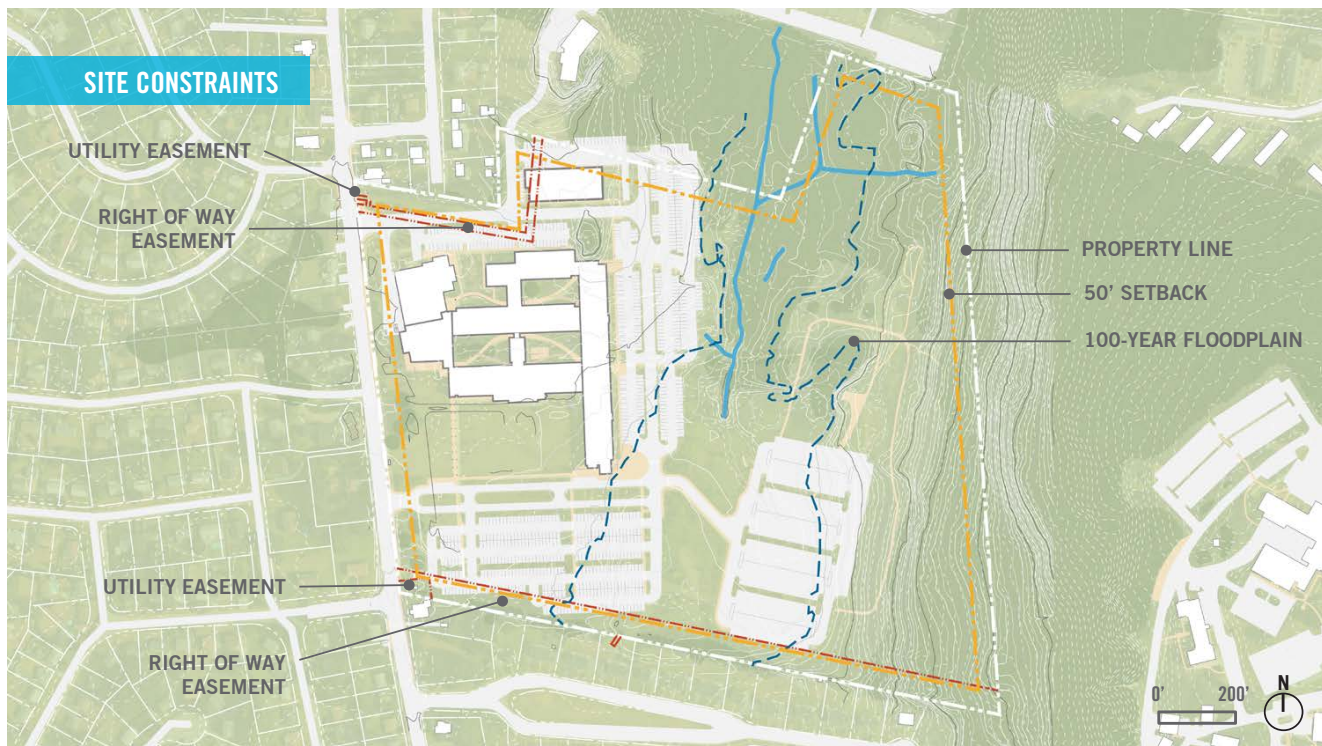 SITE CONSTRAINTS
UTILITY EASEMENT
RIGHT OF WAY
EASEMENT
PROPERTY LINE
50’ SETBACK
100-YEAR FLOODPLAIN
UTILITY EASEMENT
RIGHT OF WAY
EASEMENT
0’ 200’
N